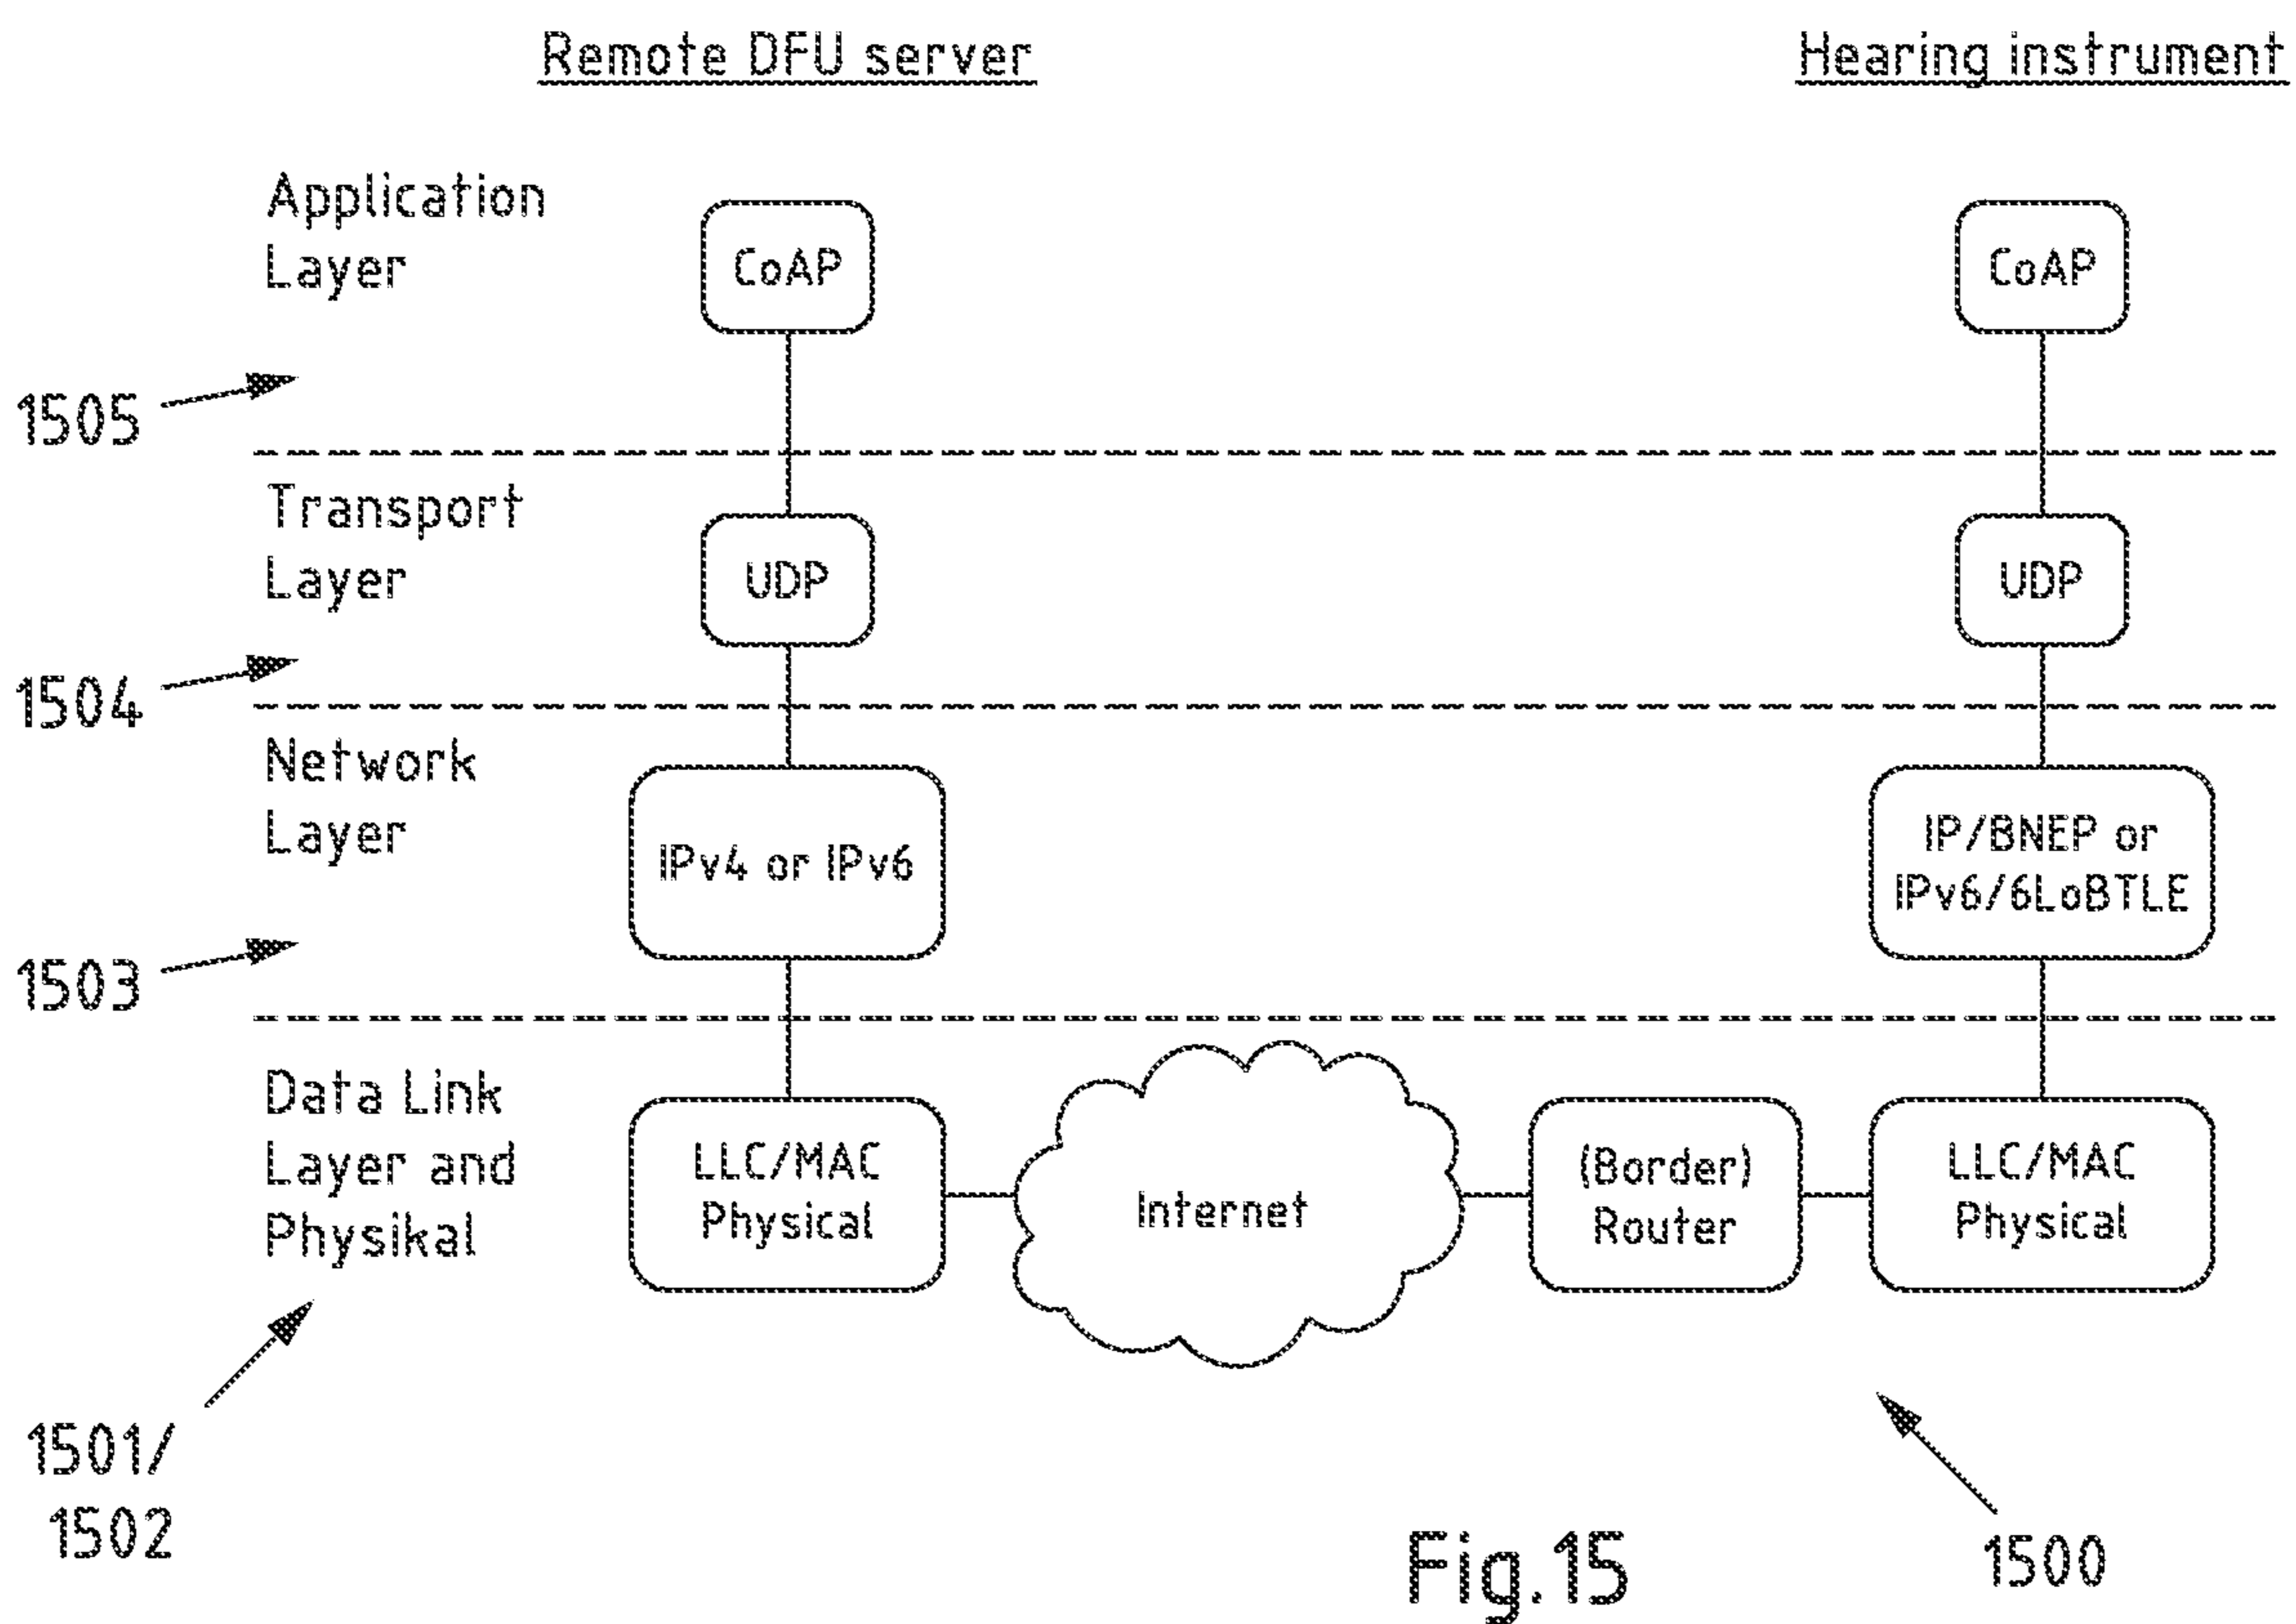 Remote DFU server
Hearing instrument
Application
Layer
CoAP
CoAP
1505
Transport
Layer
UDP
UDP
1504
Network
Layer
IPv4 or IPv6
IP/BNEP or
IPv6/6LoBTLE
1503
Data Link
Layer and
Physikal
LLC/MAC
Physical
Internet
(Border)
Router
LLC/MAC
Physical
1501/
1502
Fig.15
1500